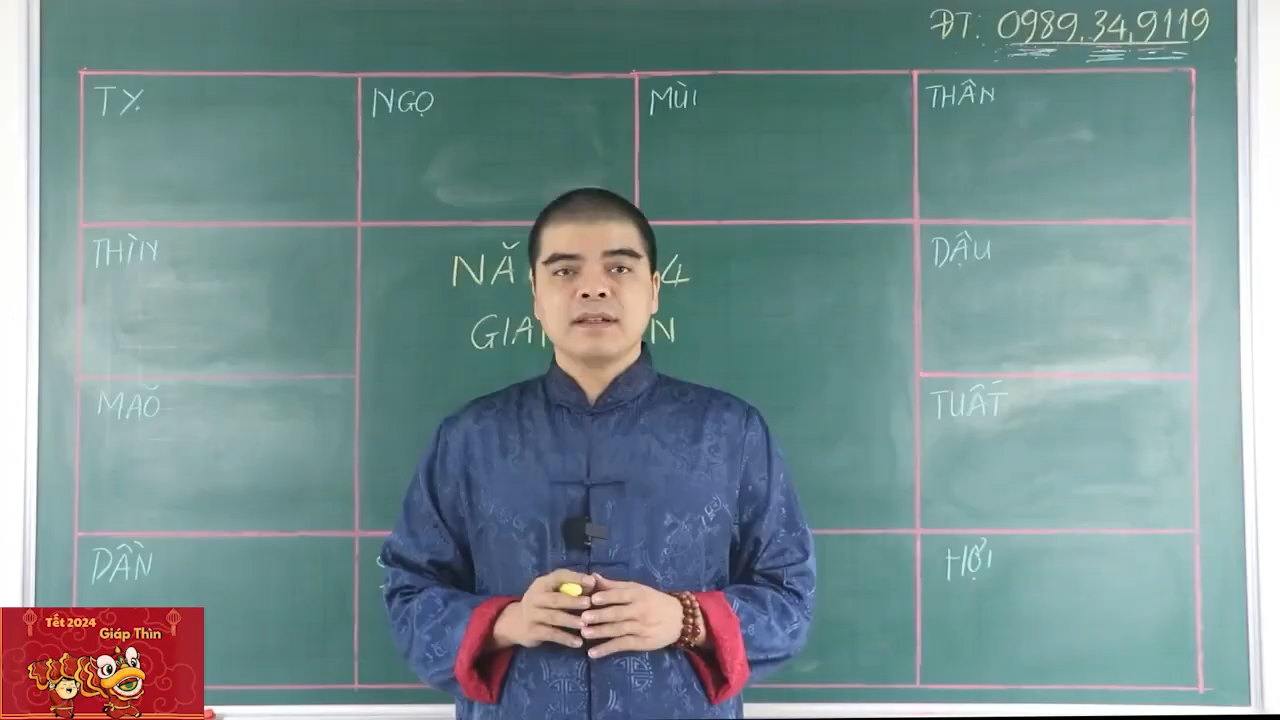 ĐT: 0989.34.9119
TỴ
NGỌ
MÙI
THÂN
THÌN
DẬU
MÃO
TUẤT
DẦN
HỢI
Tết 2024
Giáp Thìn